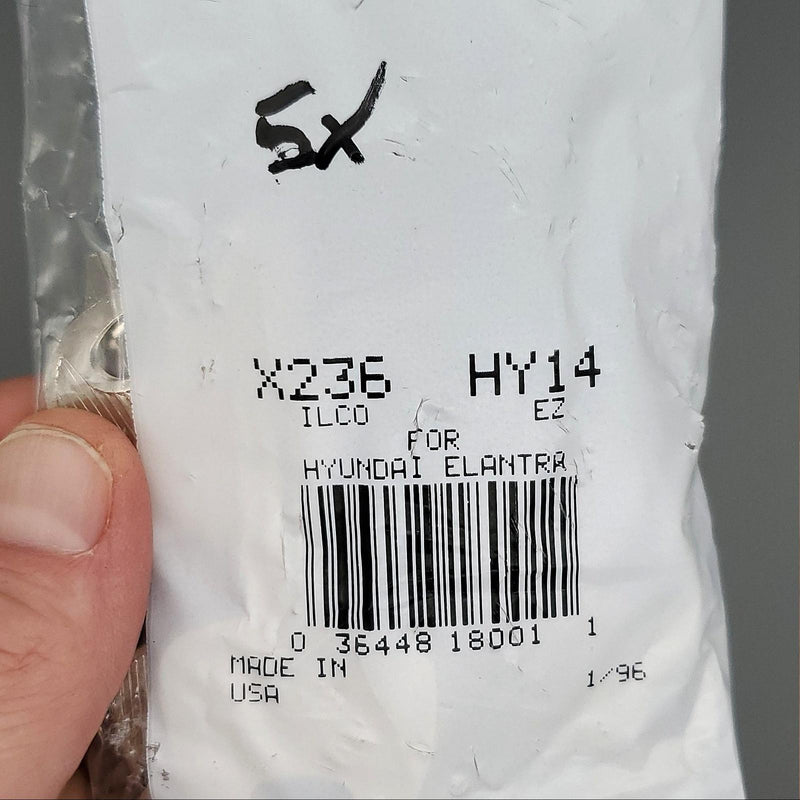 5x
X236 HY14
ILCO EZ
FOR
HYUNDAI ELANTRA
0 36448 18001 1
MADE IN
USA
1/96